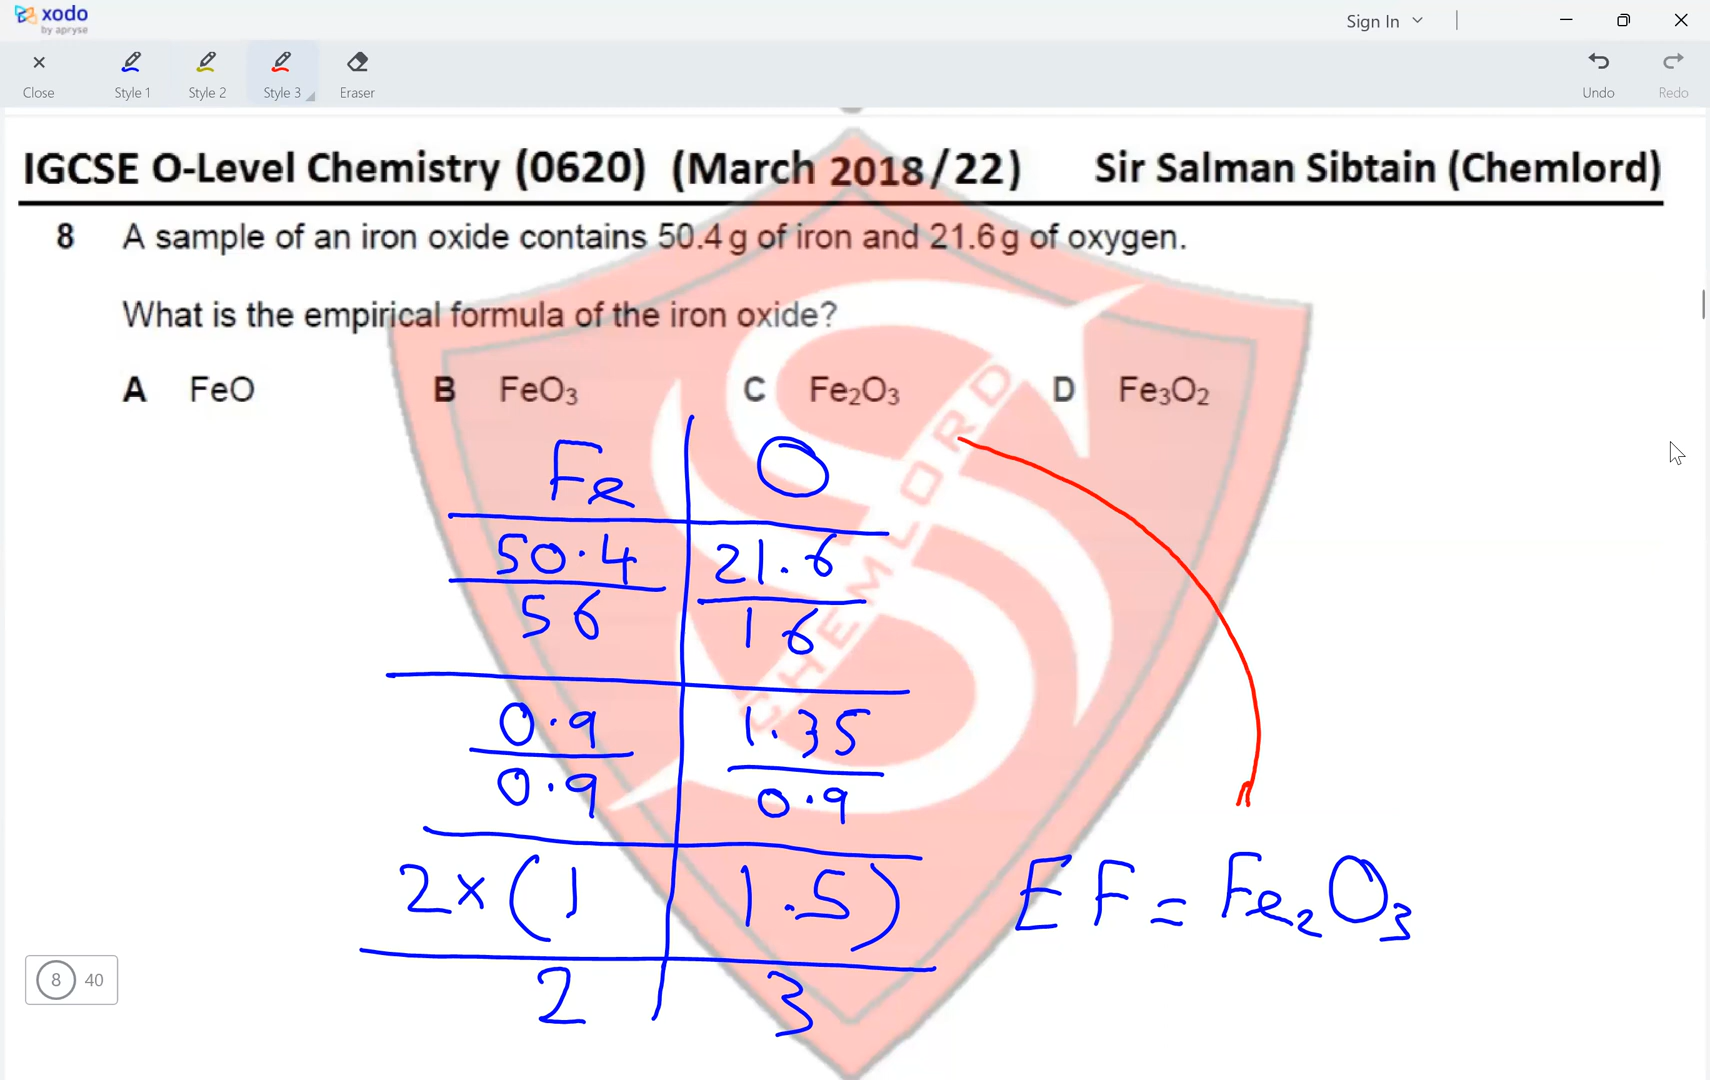 xodo
by apryse
Sign In
Close
Style 1
Style 2
Style 3
Eraser
Undo
Redo
IGCSE O-Level Chemistry (0620) (March 2018/22) Sir Salman Sibtain (Chemlord)
8 A sample of an iron oxide contains 50.4 g of iron and 21.6 g of oxygen.
What is the empirical formula of the iron oxide?
A FeO B FeO₃ C Fe₂O₃ D Fe₃O₂
CHEMLORD
Fe O
50.4 21.6
56 16
0.9 1.35
0.9 0.9
2×(1 1.5) EF = Fe₂O₃
2 3
8 40